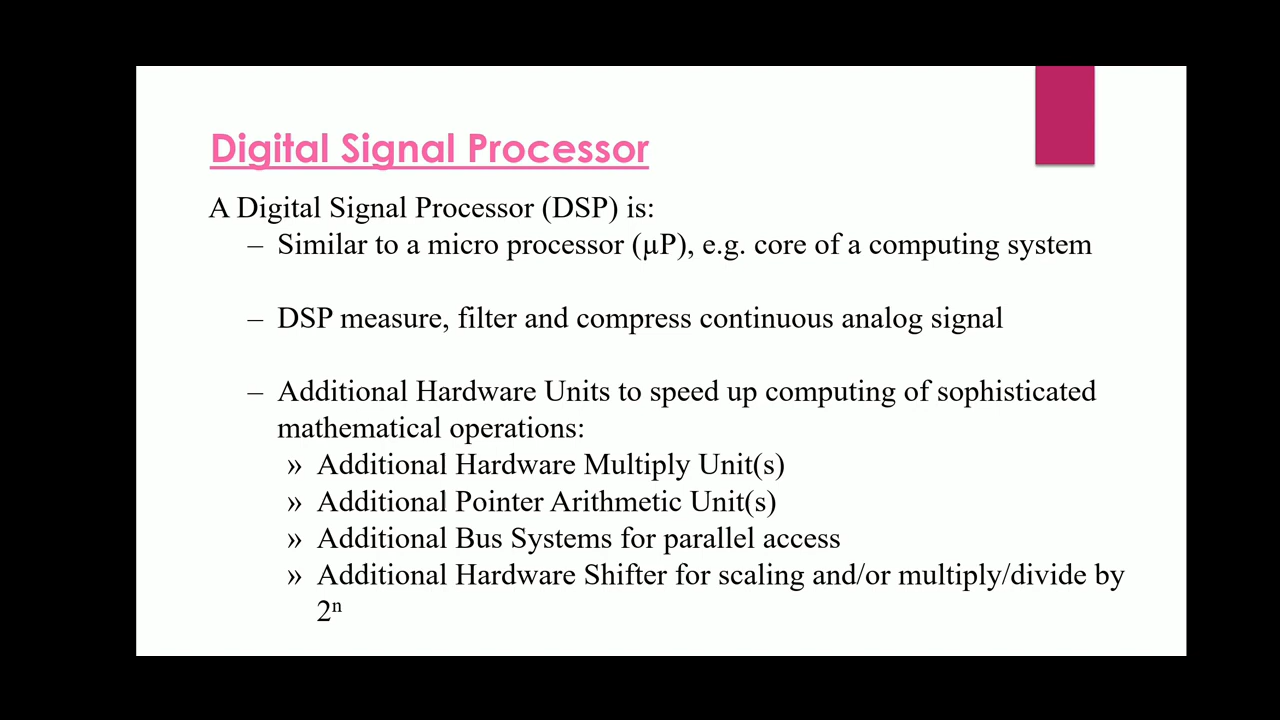 Digital Signal Processor
A Digital Signal Processor (DSP) is:
– Similar to a micro processor (µP), e.g. core of a computing system
– DSP measure, filter and compress continuous analog signal
– Additional Hardware Units to speed up computing of sophisticated
mathematical operations:
» Additional Hardware Multiply Unit(s)
» Additional Pointer Arithmetic Unit(s)
» Additional Bus Systems for parallel access
» Additional Hardware Shifter for scaling and/or multiply/divide by
2ⁿ